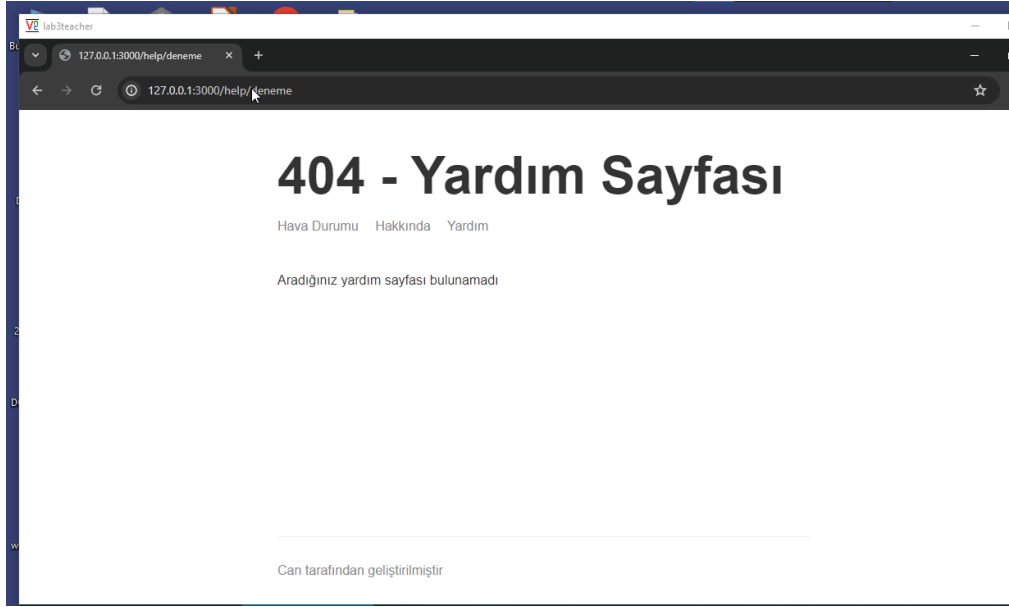 lab3teacher
127.0.0.1:3000/help/deneme
127.0.0.1:3000/help/deneme
404 - Yardım Sayfası
Hava Durumu Hakkında Yardım
Aradığınız yardım sayfası bulunamadı
Can tarafından geliştirilmiştir